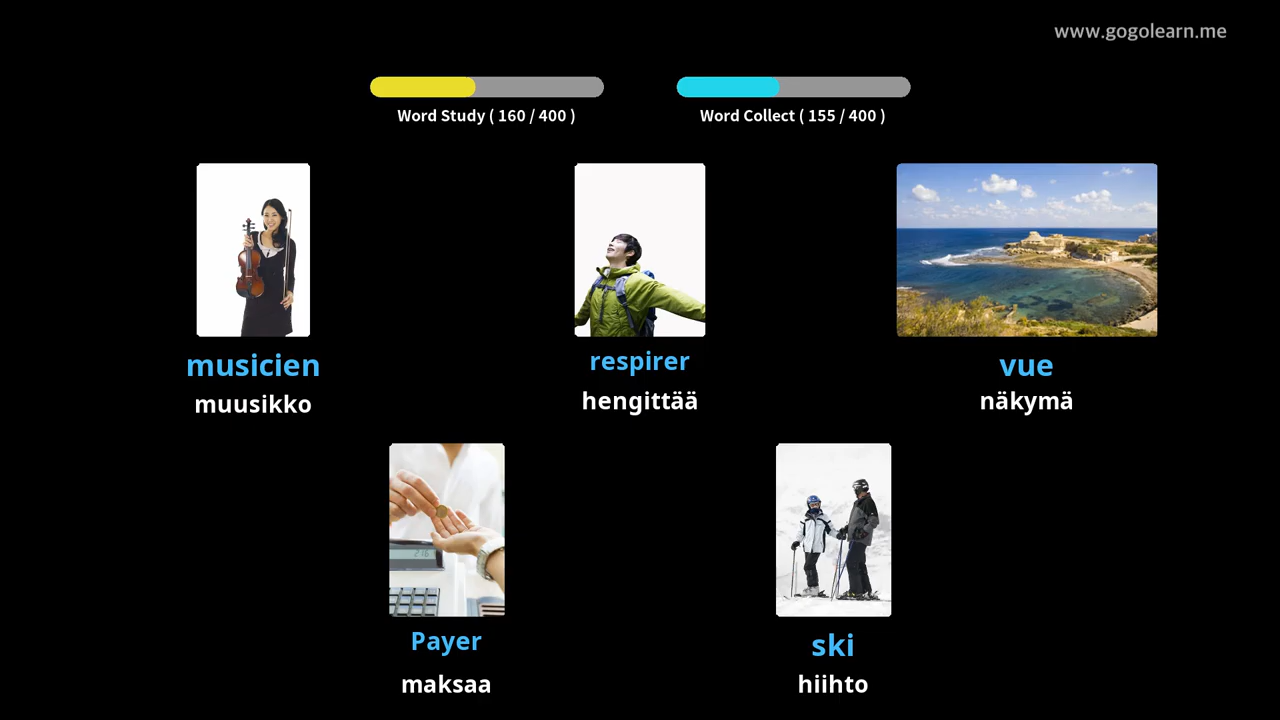 www.gogolearn.me
Word Study ( 160 / 400 )
Word Collect ( 155 / 400 )
musicien
muusikko
respirer
hengittää
vue
näkymä
Payer
maksaa
ski
hiihto